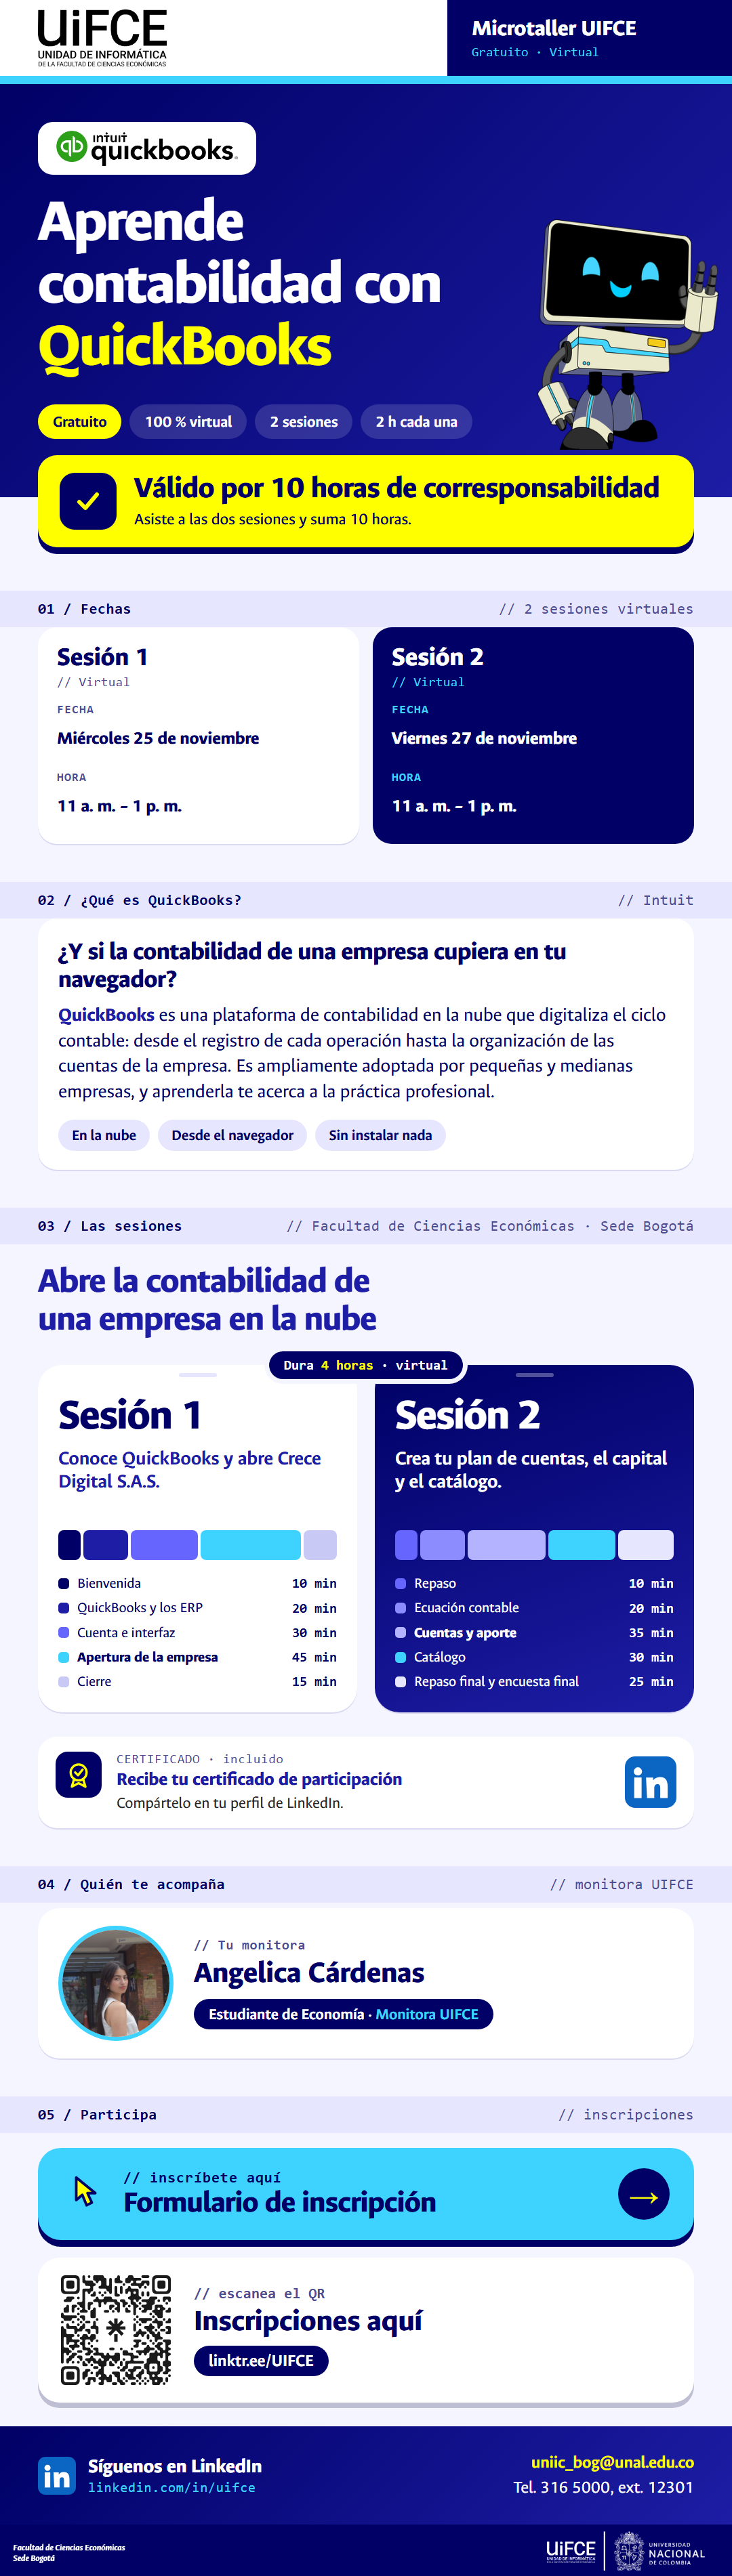 UiFCE
UNIDAD DE INFORMÁTICA
DE LA FACULTAD DE CIENCIAS ECONÓMICAS
Microtaller UIFCE
Gratuito · Virtual
intuit
quickbooks.
Aprende
contabilidad con
QuickBooks
Gratuito
100 % virtual
2 sesiones
2 h cada una
Válido por 10 horas de corresponsabilidad
Asiste a las dos sesiones y suma 10 horas.
01 / Fechas
// 2 sesiones virtuales
Sesión 1
// Virtual
FECHA
Miércoles 25 de noviembre
HORA
11 a. m. – 1 p. m.
Sesión 2
// Virtual
FECHA
Viernes 27 de noviembre
HORA
11 a. m. – 1 p. m.
02 / ¿Qué es QuickBooks?
// Intuit
¿Y si la contabilidad de una empresa cupiera en tu
navegador?
QuickBooks es una plataforma de contabilidad en la nube que digitaliza el ciclo
contable: desde el registro de cada operación hasta la organización de las
cuentas de la empresa. Es ampliamente adoptada por pequeñas y medianas
empresas, y aprenderla te acerca a la práctica profesional.
En la nube
Desde el navegador
Sin instalar nada
03 / Las sesiones
// Facultad de Ciencias Económicas · Sede Bogotá
Abre la contabilidad de
una empresa en la nube
Dura 4 horas · virtual
Sesión 1
Conoce QuickBooks y abre Crece
Digital S.A.S.
Bienvenida 10 min
QuickBooks y los ERP 20 min
Cuenta e interfaz 30 min
Apertura de la empresa 45 min
Cierre 15 min
Sesión 2
Crea tu plan de cuentas, el capital
y el catálogo.
Repaso 10 min
Ecuación contable 20 min
Cuentas y aporte 35 min
Catálogo 30 min
Repaso final y encuesta final 25 min
CERTIFICADO · incluido
Recibe tu certificado de participación
Compártelo en tu perfil de LinkedIn.
in
04 / Quién te acompaña
// monitora UIFCE
// Tu monitora
Angelica Cárdenas
Estudiante de Economía · Monitora UIFCE
05 / Participa
// inscripciones
// inscríbete aquí
Formulario de inscripción
→
// escanea el QR
Inscripciones aquí
linktr.ee/UIFCE
in
Síguenos en LinkedIn
linkedin.com/in/uifce
uniic_bog@unal.edu.co
Tel. 316 5000, ext. 12301
Facultad de Ciencias Económicas
Sede Bogotá
UiFCE
UNIDAD DE INFORMÁTICA
UNIVERSIDAD
NACIONAL
DE COLOMBIA